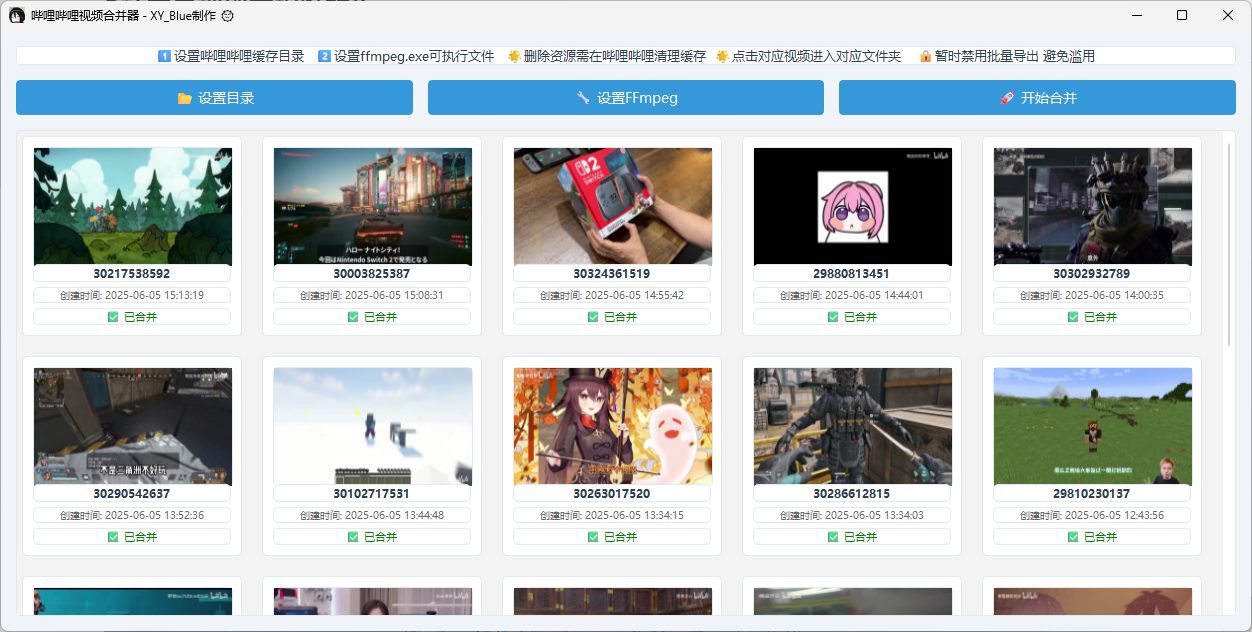 哔哩哔哩视频合并器 - XY_Blue制作
1 设置哔哩哔哩缓存目录 2 设置ffmpeg.exe可执行文件 🌟 删除资源需在哔哩哔哩清理缓存 🌟 点击对应视频进入对应文件夹 🔒 暂时禁用批量导出 避免滥用
📂 设置目录
🔧 设置FFmpeg
🚀 开始合并
ハロー ナイトシティ!
今回はNintendo Switch 2で発売となる
意外
30217538592
30003825387
30324361519
29880813451
30302932789
创建时间: 2025-06-05 15:13:19
创建时间: 2025-06-05 15:08:31
创建时间: 2025-06-05 14:55:42
创建时间: 2025-06-05 14:44:01
创建时间: 2025-06-05 14:00:35
✅ 已合并
✅ 已合并
✅ 已合并
✅ 已合并
✅ 已合并
不是三角洲不好玩
30290542637
30102717531
30263017520
30286612815
29810230137
创建时间: 2025-06-05 13:52:36
创建时间: 2025-06-05 13:44:48
创建时间: 2025-06-05 13:34:15
创建时间: 2025-06-05 13:34:03
创建时间: 2025-06-05 12:43:56
✅ 已合并
✅ 已合并
✅ 已合并
✅ 已合并
✅ 已合并